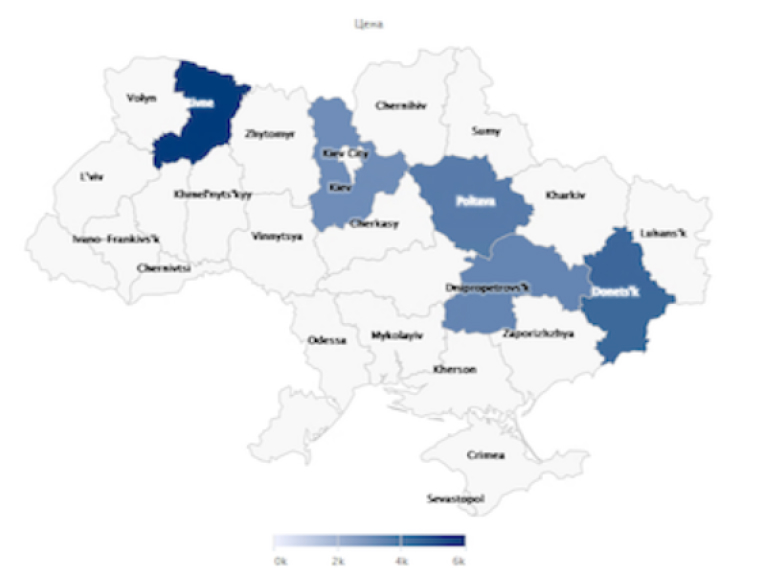 Цена
Volyn
Chernihiv
Sumy
Zhytomyr
Kiev City
L'viv
Khmel'nyts'kyy
Kiev
Poltava
Kharkiv
Cherkasy
Ivano-Frankivs'k
Vinnytsya
Luhans'k
Chernivtsi
Dnipropetrovs'k
Donets'k
Odessa
Mykolayiv
Zaporizhzhya
Kherson
Crimea
Sevastopol
0k 2k 4k 6k